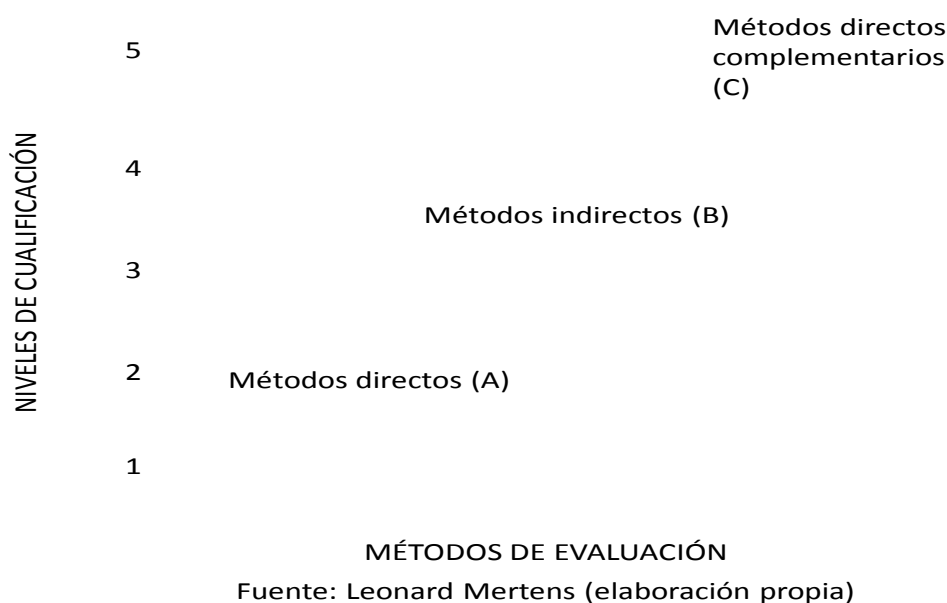 Métodos directos
complementarios
(C)
5
NIVELES DE CUALIFICACIÓN
4
Métodos indirectos (B)
3
2
Métodos directos (A)
1
MÉTODOS DE EVALUACIÓN
Fuente: Leonard Mertens (elaboración propia)